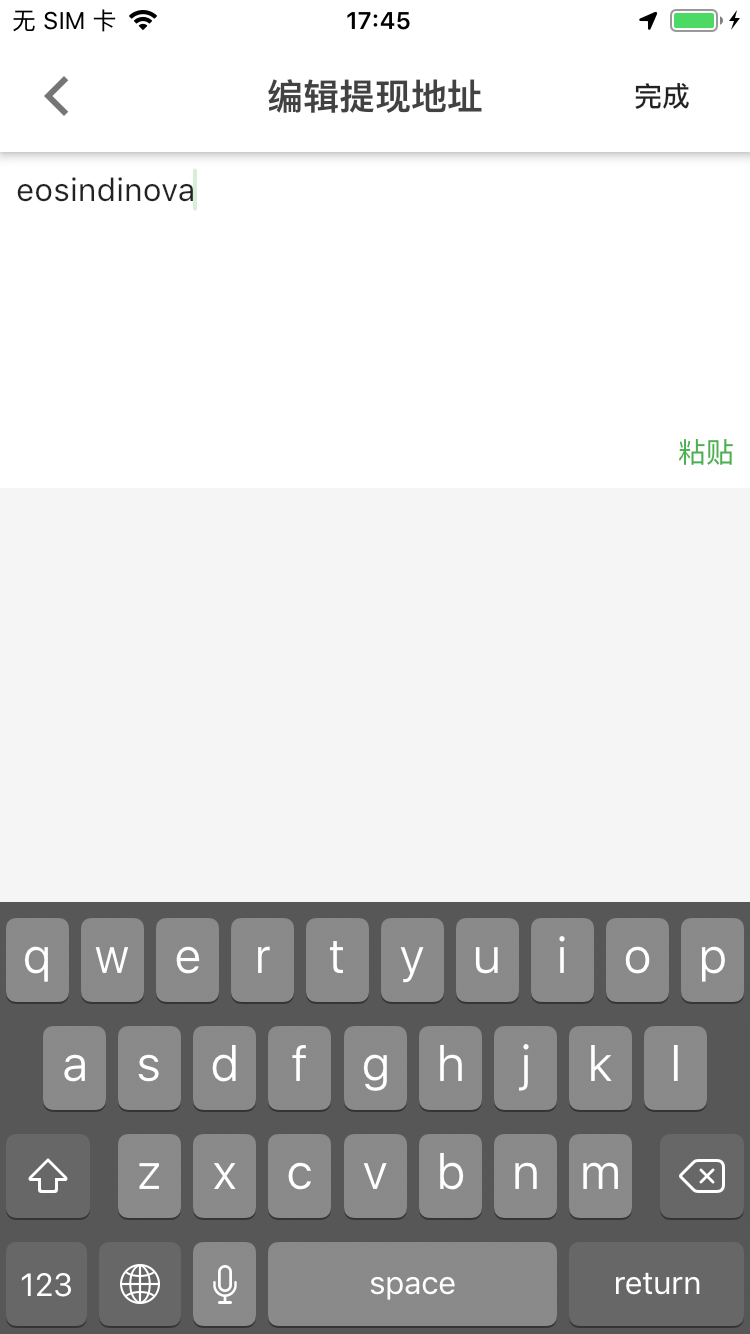 无 SIM 卡
17:45
编辑提现地址
完成
eosindinova
粘贴
q w e r t y u i o p
a s d f g h j k l
z x c v b n m
123
space
return